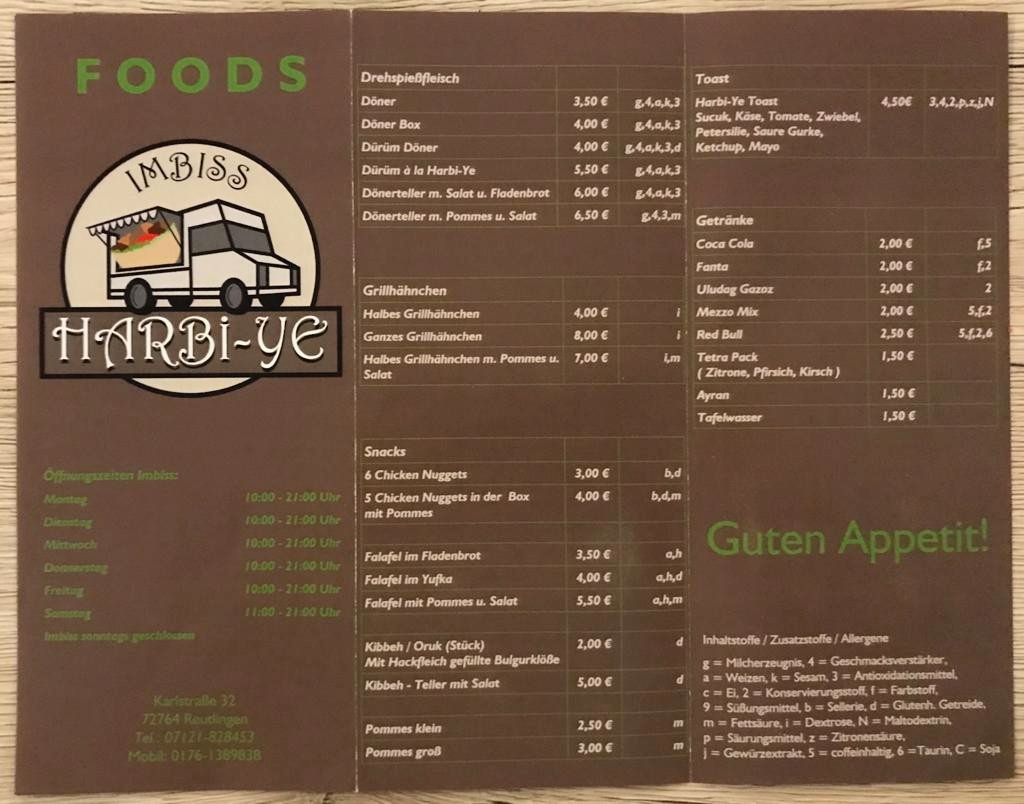 FOODS
IMBISS
HARBi-YE
Öffnungszeiten Imbiss:
Montag 10:00 - 21:00 Uhr
Dienstag 10:00 - 21:00 Uhr
Mittwoch 10:00 - 21:00 Uhr
Donnerstag 10:00 - 21:00 Uhr
Freitag 10:00 - 21:00 Uhr
Samstag 11:00 - 21:00 Uhr
Imbiss sonntags geschlossen
Karlstraße 32
72764 Reutlingen
Tel.: 07121-828453
Mobil: 0176-1389838
Drehspießfleisch
Döner 3,50 € g,4,a,k,3
Döner Box 4,00 € g,4,a,k,3
Dürüm Döner 4,00 € g,4,a,k,3,d
Dürüm à la Harbi-Ye 5,50 € g,4,a,k,3
Dönerteller m. Salat u. Fladenbrot 6,00 € g,4,a,k,3
Dönerteller m. Pommes u. Salat 6,50 € g,4,3,m
Grillhähnchen
Halbes Grillhähnchen 4,00 € i
Ganzes Grillhähnchen 8,00 € i
Halbes Grillhähnchen m. Pommes u. 7,00 € i,m
Salat
Snacks
6 Chicken Nuggets 3,00 € b,d
5 Chicken Nuggets in der Box 4,00 € b,d,m
mit Pommes
Falafel im Fladenbrot 3,50 € a,h
Falafel im Yufka 4,00 € a,h,d
Falafel mit Pommes u. Salat 5,50 € a,h,m
Kibbeh / Oruk (Stück) 2,00 € d
Mit Hackfleich gefüllte Bulgurklöße
Kibbeh - Teller mit Salat 5,00 € d
Pommes klein 2,50 € m
Pommes groß 3,00 € m
Toast
Harbi-Ye Toast 4,50€ 3,4,2,p,z,j,N
Sucuk, Käse, Tomate, Zwiebel,
Petersilie, Saure Gurke,
Ketchup, Mayo
Getränke
Coca Cola 2,00 € f,5
Fanta 2,00 € f,2
Uludag Gazoz 2,00 € 2
Mezzo Mix 2,00 € 5,f,2
Red Bull 2,50 € 5,f,2,6
Tetra Pack 1,50 €
( Zitrone, Pfirsich, Kirsch )
Ayran 1,50 €
Tafelwasser 1,50 €
Guten Appetit!
Inhaltstoffe / Zusatzstoffe / Allergene
g = Milcherzeugnis, 4 = Geschmacksverstärker,
a = Weizen, k = Sesam, 3 = Antioxidationsmittel,
c = Ei, 2 = Konservierungsstoff, f = Farbstoff,
9 = Süßungsmittel, b = Sellerie, d = Glutenh. Getreide,
m = Fettsäure, i = Dextrose, N = Maltodextrin,
p = Säurungsmittel, z = Zitronensäure,
j = Gewürzextrakt, 5 = coffeinhaltig, 6 =Taurin, C = Soja